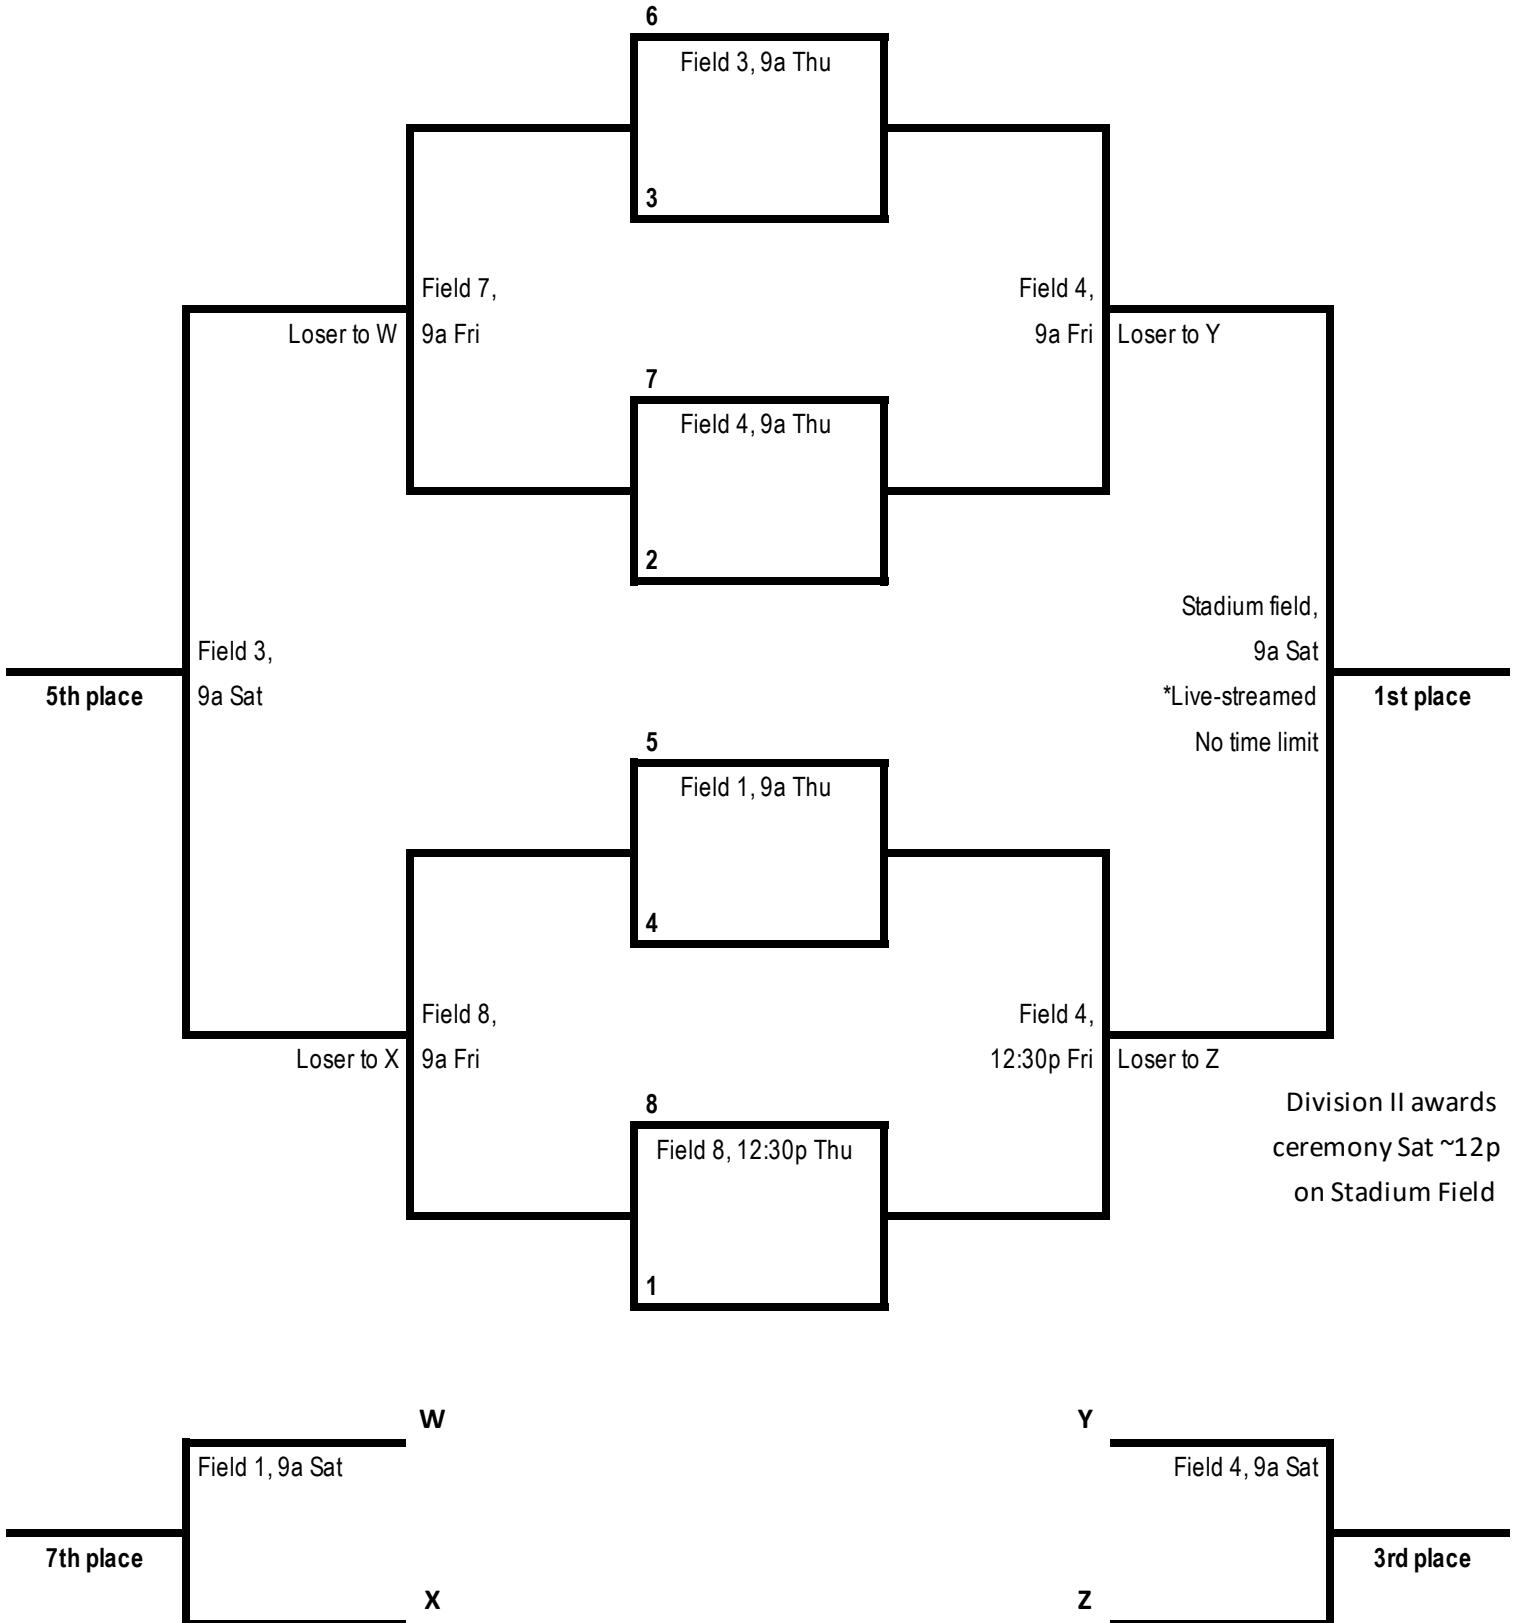 6
Field 3, 9a Thu
3
Field 7,
9a Fri
Loser to W
Field 4,
9a Fri
Loser to Y
7
Field 4, 9a Thu
2
Field 3,
9a Sat
5th place
Stadium field,
9a Sat
*Live-streamed
No time limit
1st place
5
Field 1, 9a Thu
4
Field 8,
9a Fri
Loser to X
Field 4,
12:30p Fri
Loser to Z
8
Field 8, 12:30p Thu
1
Division II awards
ceremony Sat ~12p
on Stadium Field
W
Field 1, 9a Sat
7th place
X
Y
Field 4, 9a Sat
3rd place
Z